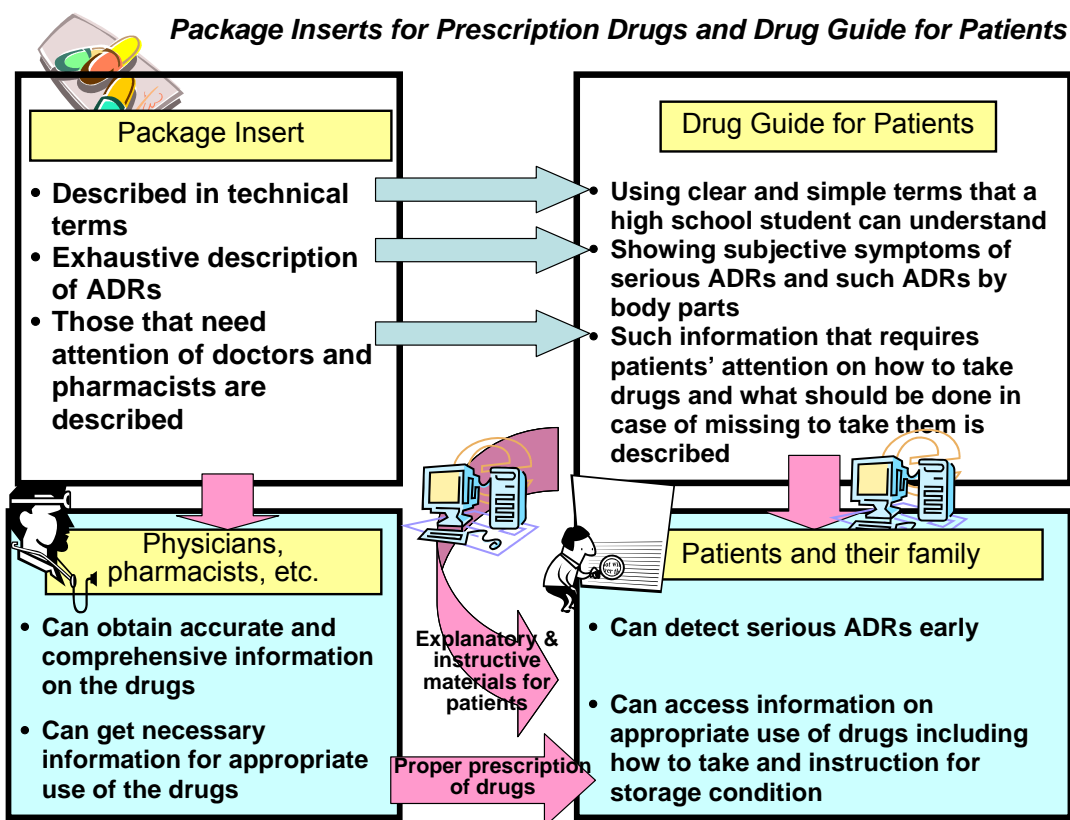 Package Inserts for Prescription Drugs and Drug Guide for Patients
Package Insert
• Described in technical
terms
• Exhaustive description
of ADRs
• Those that need
attention of doctors and
pharmacists are
described
Drug Guide for Patients
• Using clear and simple terms that a
high school student can understand
• Showing subjective symptoms of
serious ADRs and such ADRs by
body parts
• Such information that requires
patients’ attention on how to take
drugs and what should be done in
case of missing to take them is
described
Physicians,
pharmacists, etc.
• Can obtain accurate and
comprehensive information
on the drugs
• Can get necessary
information for appropriate
use of the drugs
Explanatory &
instructive
materials for
patients
Proper prescription
of drugs
Patients and their family
• Can detect serious ADRs early
• Can access information on
appropriate use of drugs including
how to take and instruction for
storage condition